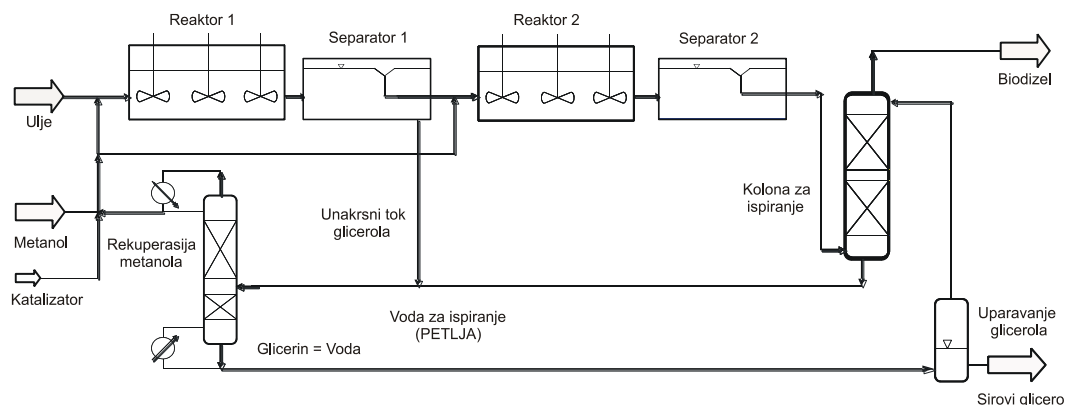 Reaktor 1
Separator 1
Reaktor 2
Separator 2
Biodizel
Ulje
Metanol
Katalizator
Rekuperasija
metanola
Unakrsni tok
glicerola
Kolona za
ispiranje
Voda za ispiranje
(PETLJA)
Glicerin = Voda
Uparavanje
glicerola
Sirovi glicero